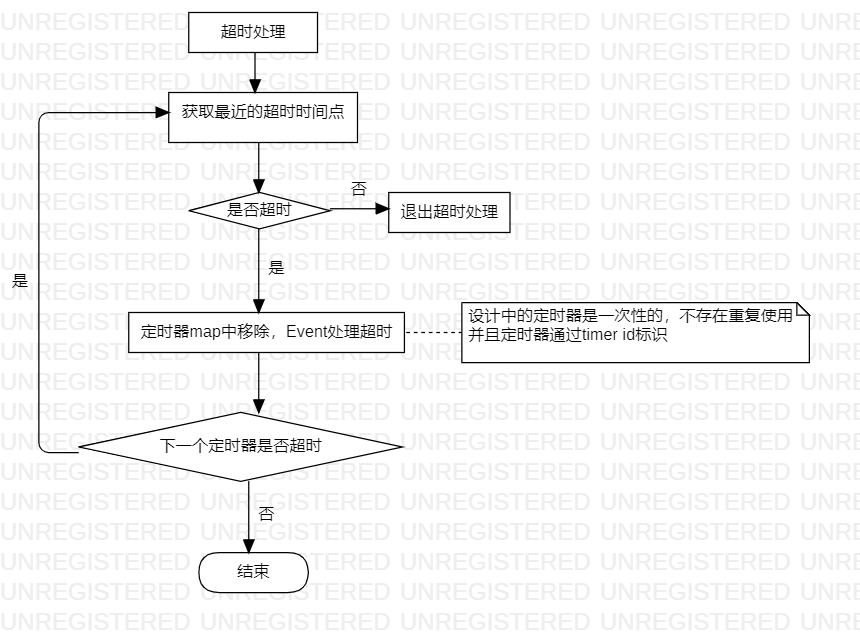 超时处理
获取最近的超时时间点
否
是否超时
退出超时处理
是
是
定时器map中移除，Event处理超时
设计中的定时器是一次性的，不存在重复使用
并且定时器通过timer id标识
下一个定时器是否超时
否
结束
UNREGISTERED